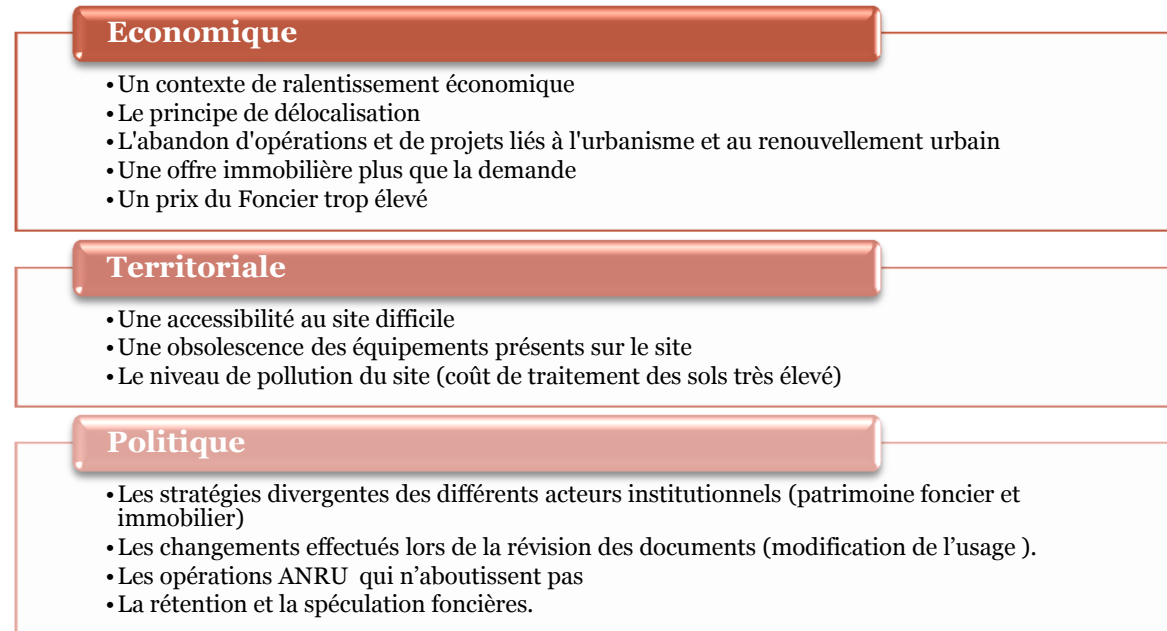 Economique
•Un contexte de ralentissement économique
•Le principe de délocalisation
•L'abandon d'opérations et de projets liés à l'urbanisme et au renouvellement urbain
•Une offre immobilière plus que la demande
•Un prix du Foncier trop élevé
Territoriale
•Une accessibilité au site difficile
•Une obsolescence des équipements présents sur le site
•Le niveau de pollution du site (coût de traitement des sols très élevé)
Politique
•Les stratégies divergentes des différents acteurs institutionnels (patrimoine foncier et
immobilier)
•Les changements effectués lors de la révision des documents (modification de l’usage ).
•Les opérations ANRU qui n’aboutissent pas
•La rétention et la spéculation foncières.